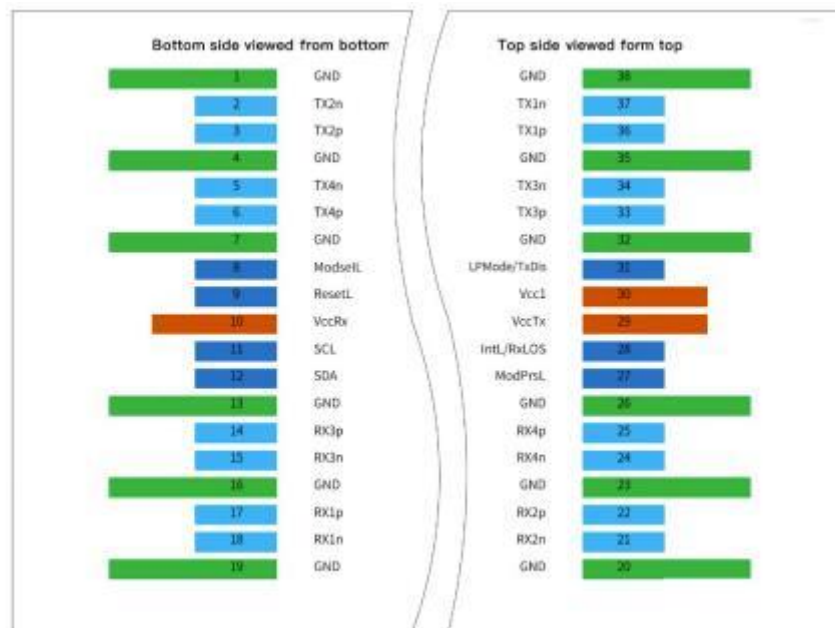 Bottom side viewed from bottom
Top side viewed form top
1 GND
2 TX2n
3 TX2p
4 GND
5 TX4n
6 TX4p
7 GND
8 ModselL
9 ResetL
10 VccRx
11 SCL
12 SDA
13 GND
14 RX3p
15 RX3n
16 GND
17 RX1p
18 RX1n
19 GND
GND 38
TX1n 37
TX1p 36
GND 35
TX3n 34
TX3p 33
GND 32
LPMode/TxDis 31
Vcc1 30
VccTx 29
IntL/RxLOS 28
ModPrsL 27
GND 26
RX4p 25
RX4n 24
GND 23
RX2p 22
RX2n 21
GND 20